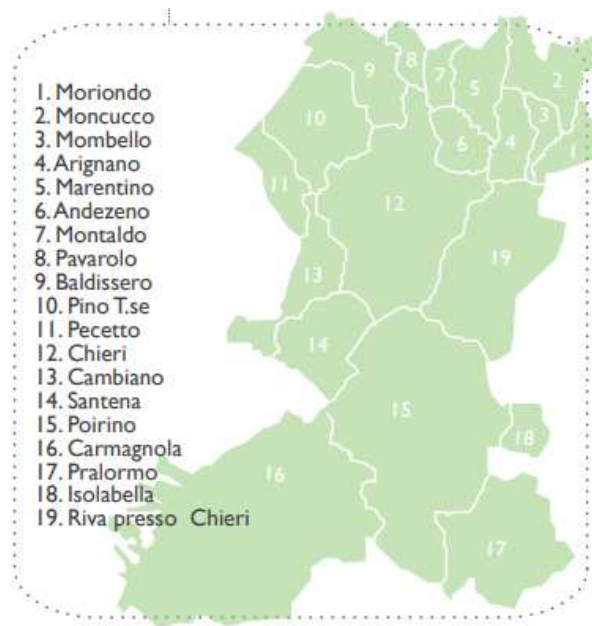 1. Moriondo
2. Moncucco
3. Mombello
4. Arignano
5. Marentino
6. Andezeno
7. Montaldo
8. Pavarolo
9. Baldissero
10. Pino T.se
11. Pecetto
12. Chieri
13. Cambiano
14. Santena
15. Poirino
16. Carmagnola
17. Pralormo
18. Isolabella
19. Riva presso Chieri
8
9
7
5
2
10
3
6
4
1
11
12
19
13
14
15
18
16
17